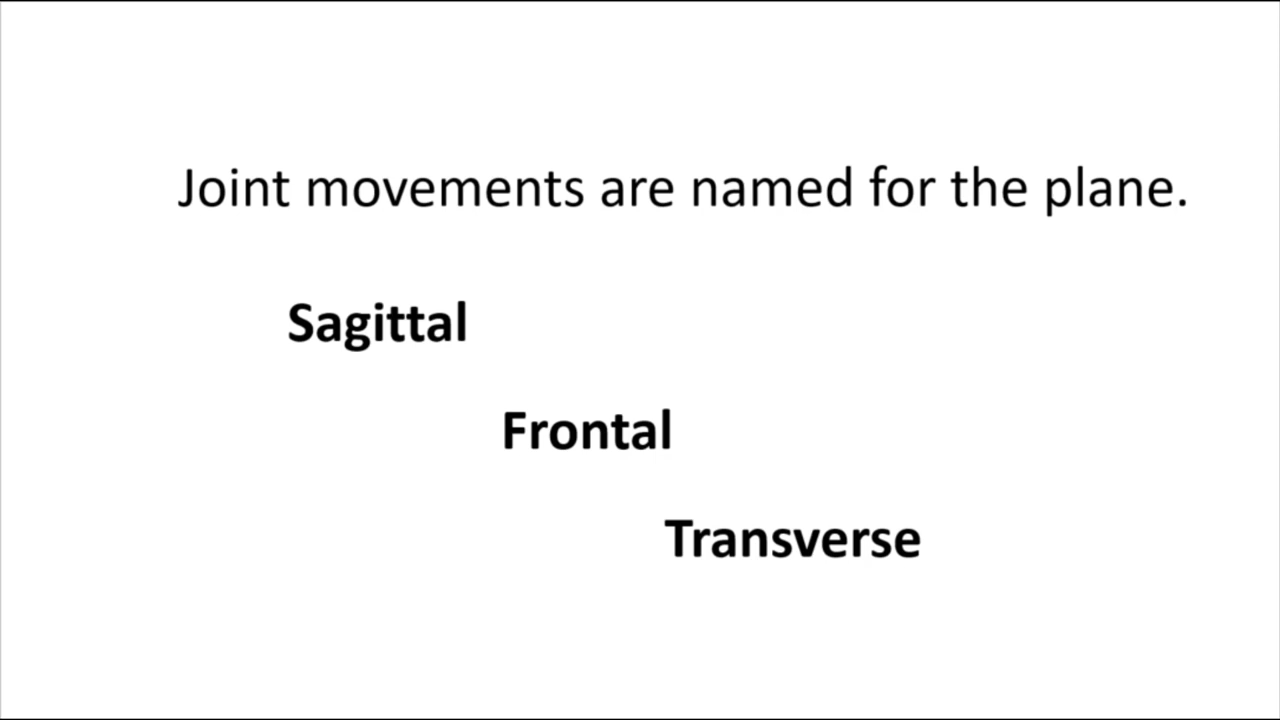 Joint movements are named for the plane.
Sagittal
Frontal
Transverse